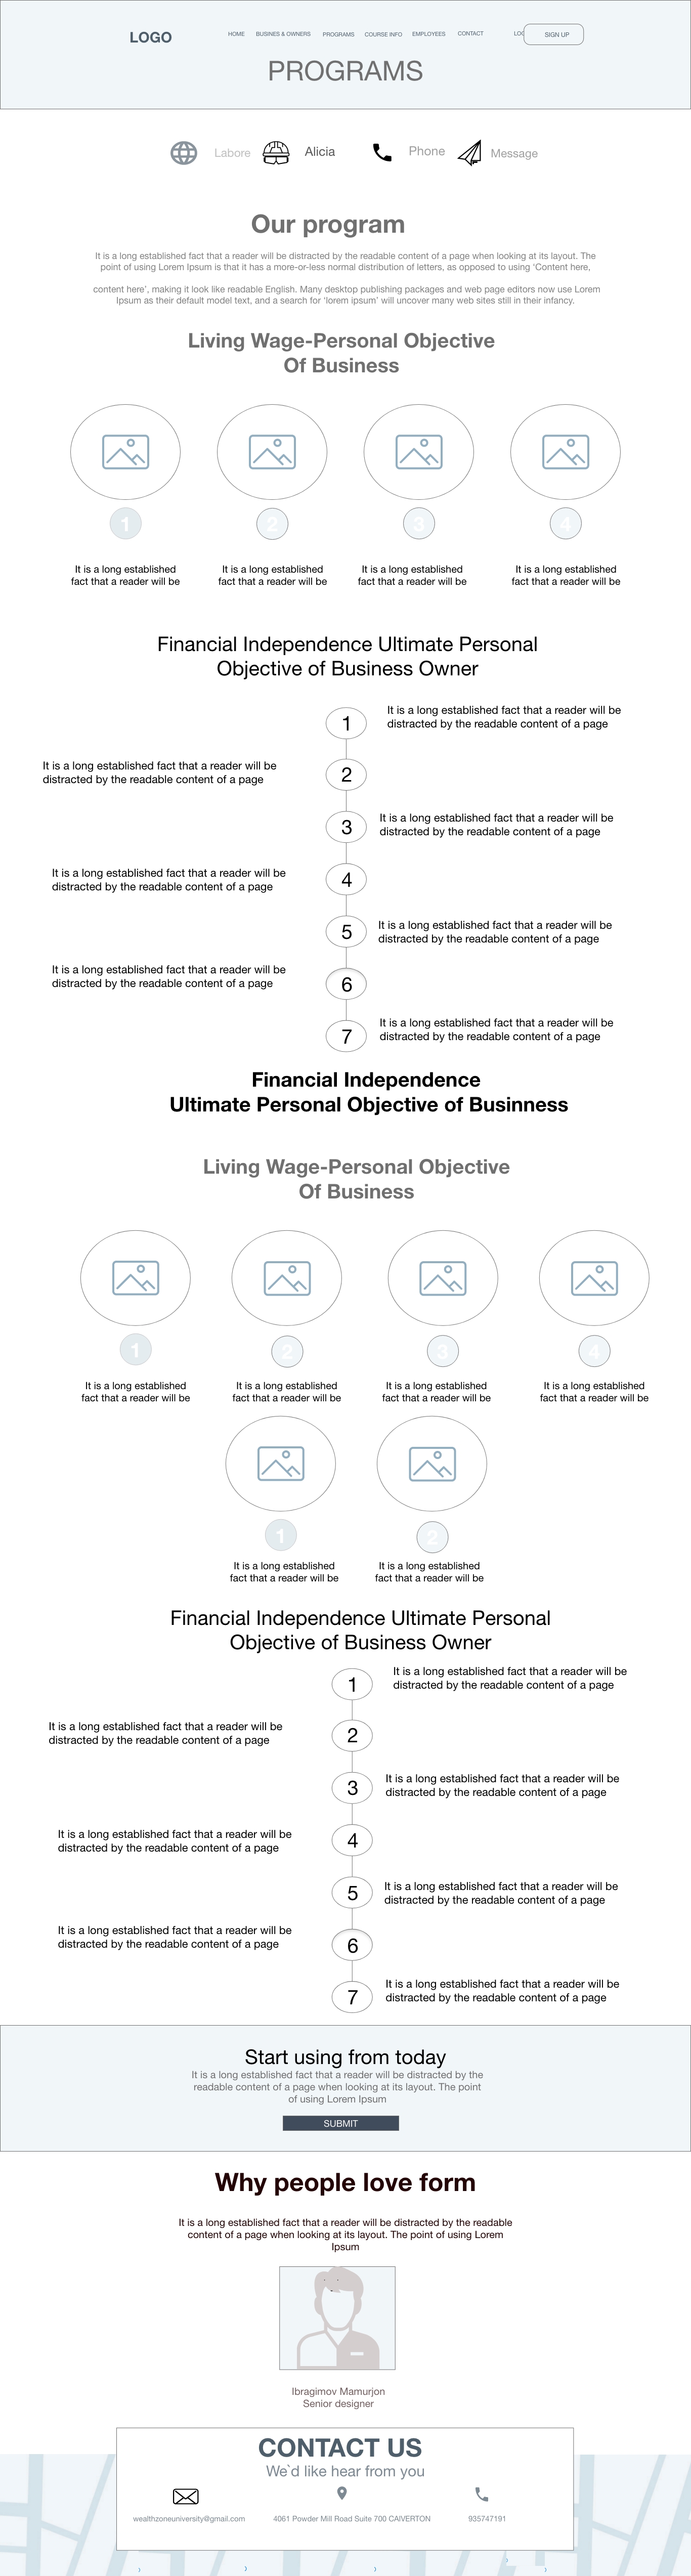 LOGO
HOME BUSINES & OWNERS PROGRAMS COURSE INFO EMPLOYEES CONTACT SIGN UP
PROGRAMS
Labore Alicia Phone Message
Our program
It is a long established fact that a reader will be distracted by the readable content of a page when looking at its layout. The
point of using Lorem Ipsum is that it has a more-or-less normal distribution of letters, as opposed to using ‘Content here,
content here’, making it look like readable English. Many desktop publishing packages and web page editors now use Lorem
Ipsum as their default model text, and a search for ‘lorem ipsum’ will uncover many web sites still in their infancy.
Living Wage-Personal Objective
Of Business
1 2 3 4
It is a long established
fact that a reader will be
It is a long established
fact that a reader will be
It is a long established
fact that a reader will be
It is a long established
fact that a reader will be
Financial Independence Ultimate Personal
Objective of Business Owner
1
It is a long established fact that a reader will be
distracted by the readable content of a page
2
It is a long established fact that a reader will be
distracted by the readable content of a page
3
It is a long established fact that a reader will be
distracted by the readable content of a page
4
It is a long established fact that a reader will be
distracted by the readable content of a page
5
It is a long established fact that a reader will be
distracted by the readable content of a page
6
It is a long established fact that a reader will be
distracted by the readable content of a page
7
It is a long established fact that a reader will be
distracted by the readable content of a page
Financial Independence
Ultimate Personal Objective of Businness
Living Wage-Personal Objective
Of Business
1 2 3 4
It is a long established
fact that a reader will be
It is a long established
fact that a reader will be
It is a long established
fact that a reader will be
It is a long established
fact that a reader will be
1 2
It is a long established
fact that a reader will be
It is a long established
fact that a reader will be
Financial Independence Ultimate Personal
Objective of Business Owner
1
It is a long established fact that a reader will be
distracted by the readable content of a page
2
It is a long established fact that a reader will be
distracted by the readable content of a page
3
It is a long established fact that a reader will be
distracted by the readable content of a page
4
It is a long established fact that a reader will be
distracted by the readable content of a page
5
It is a long established fact that a reader will be
distracted by the readable content of a page
6
It is a long established fact that a reader will be
distracted by the readable content of a page
7
It is a long established fact that a reader will be
distracted by the readable content of a page
Start using from today
It is a long established fact that a reader will be distracted by the
readable content of a page when looking at its layout. The point
of using Lorem Ipsum
SUBMIT
Why people love form
It is a long established fact that a reader will be distracted by the readable
content of a page when looking at its layout. The point of using Lorem
Ipsum
Ibragimov Mamurjon
Senior designer
CONTACT US
We`d like hear from you
wealthzoneuniversity@gmail.com
4061 Powder Mill Road Suite 700 CAIVERTON
935747191